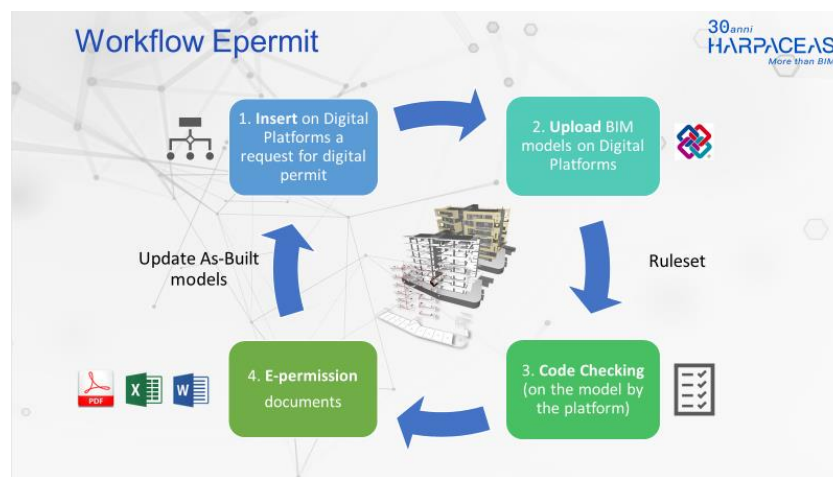 Workflow Epermit
30anni
HARPACEAS
More than BIM
1. Insert on Digital
Platforms a
request for digital
permit
2. Upload BIM
models on Digital
Platforms
Update As-Built
models
Ruleset
4. E-permission
documents
3. Code Checking
(on the model by
the platform)
PDF
X
W